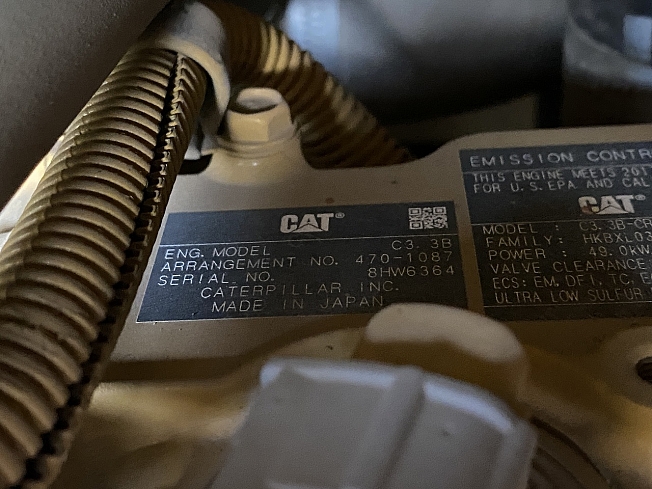 CAT®
ENG. MODEL C3. 3B
ARRANGEMENT NO. 470-1087
SERIAL NO. 8HW6364
CATERPILLAR INC.
MADE IN JAPAN
EMISSION CONTR
THIS ENGINE MEETS 201
FOR U.S. EPA AND CAL
CAT
MODEL : C3. 3B-CR
FAMILY: HKBXL03
POWER : 49. 0KW
VALVE CLEARANCE
ECS: EM, DFI, TC, E
ULTRA LOW SULFUR